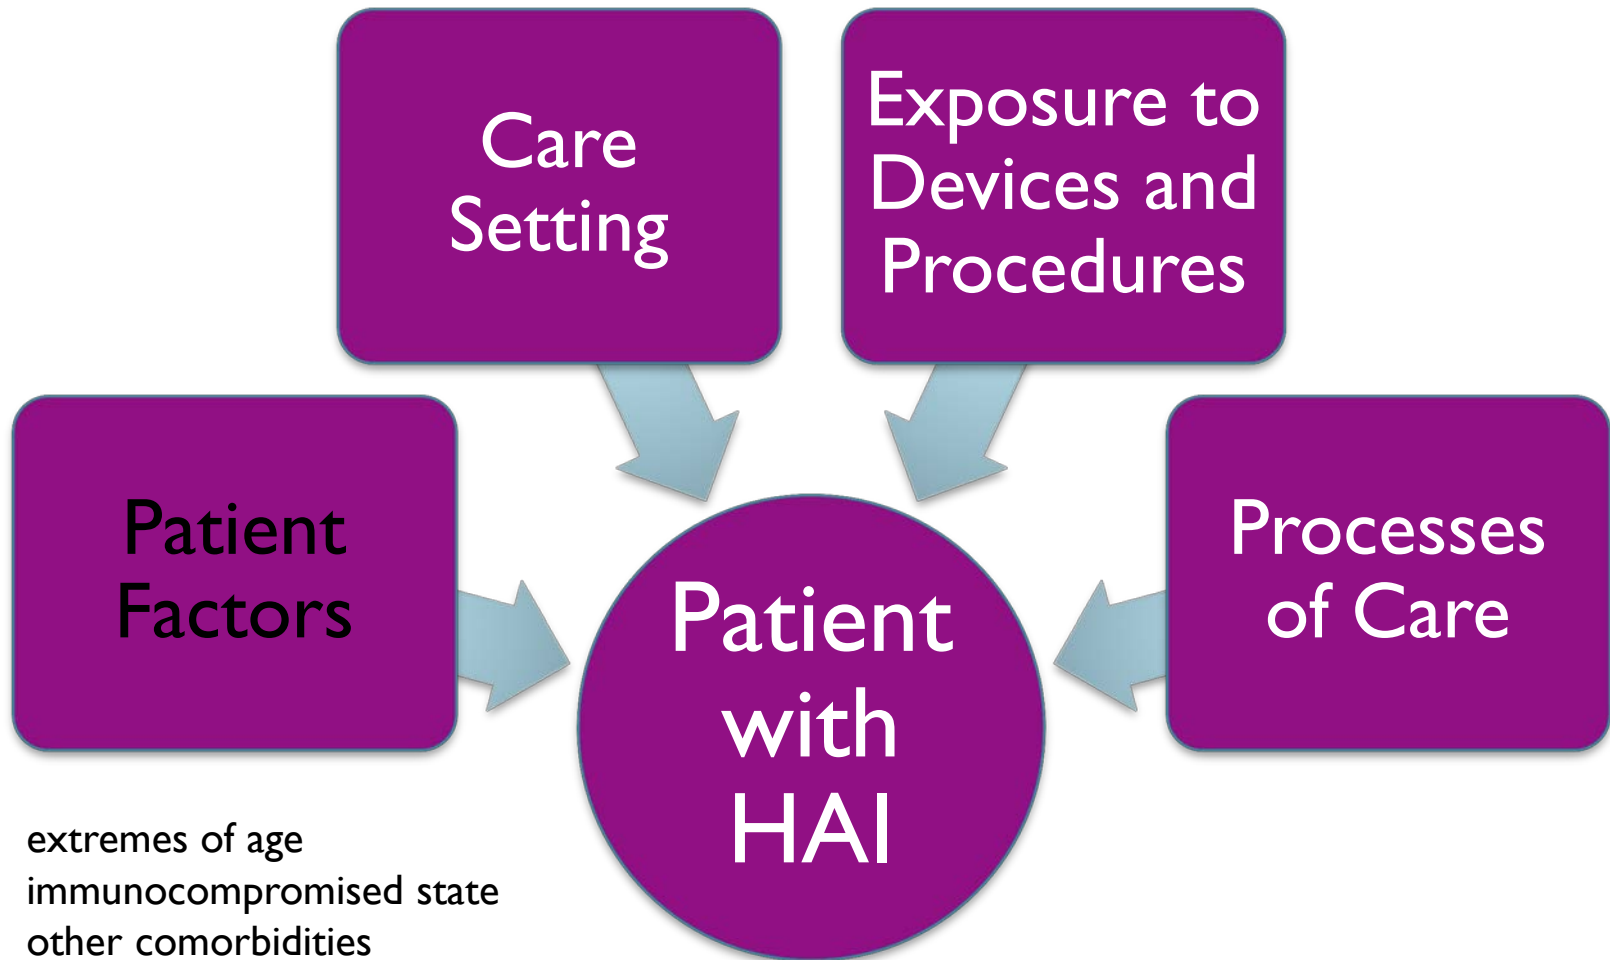 Care
Setting
Exposure to
Devices and
Procedures
Patient
Factors
Patient
with
HAI
Processes
of Care
extremes of age
immunocompromised state
other comorbidities